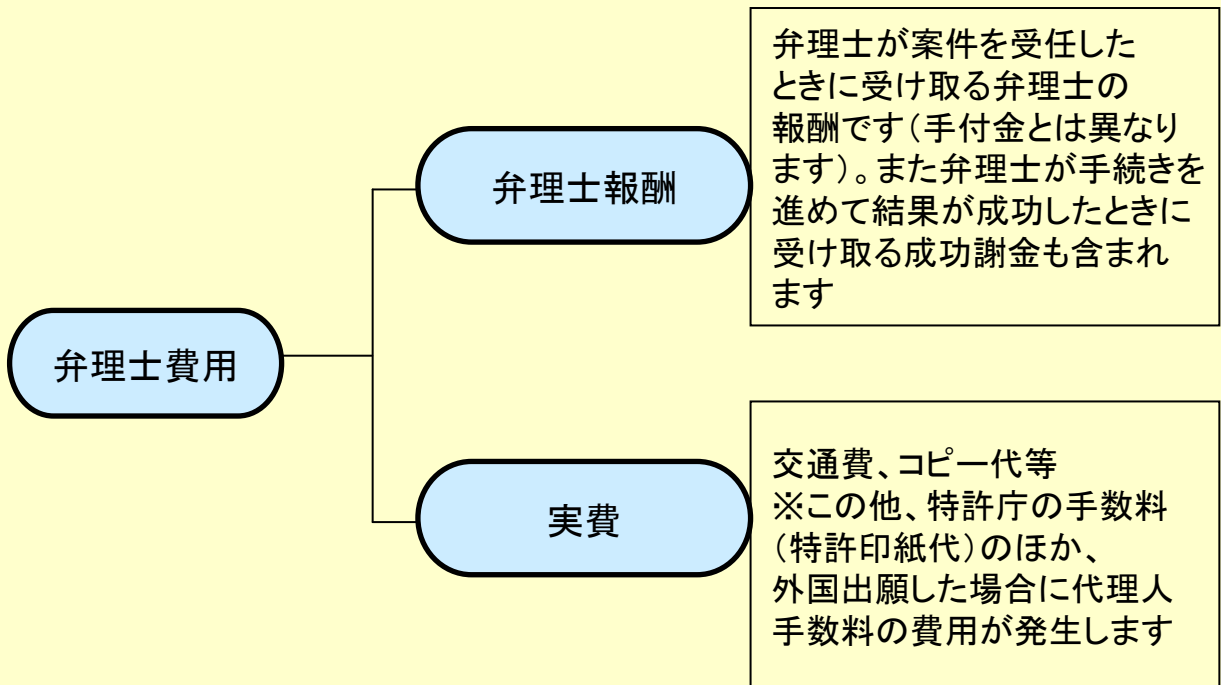 弁理士費用
弁理士報酬
弁理士が案件を受任した
ときに受け取る弁理士の
報酬です（手付金とは異なり
ます）。また弁理士が手続きを
進めて結果が成功したときに
受け取る成功謝金も含まれ
ます
実費
交通費、コピー代等
※この他、特許庁の手数料
（特許印紙代）のほか、
外国出願した場合に代理人
手数料の費用が発生します